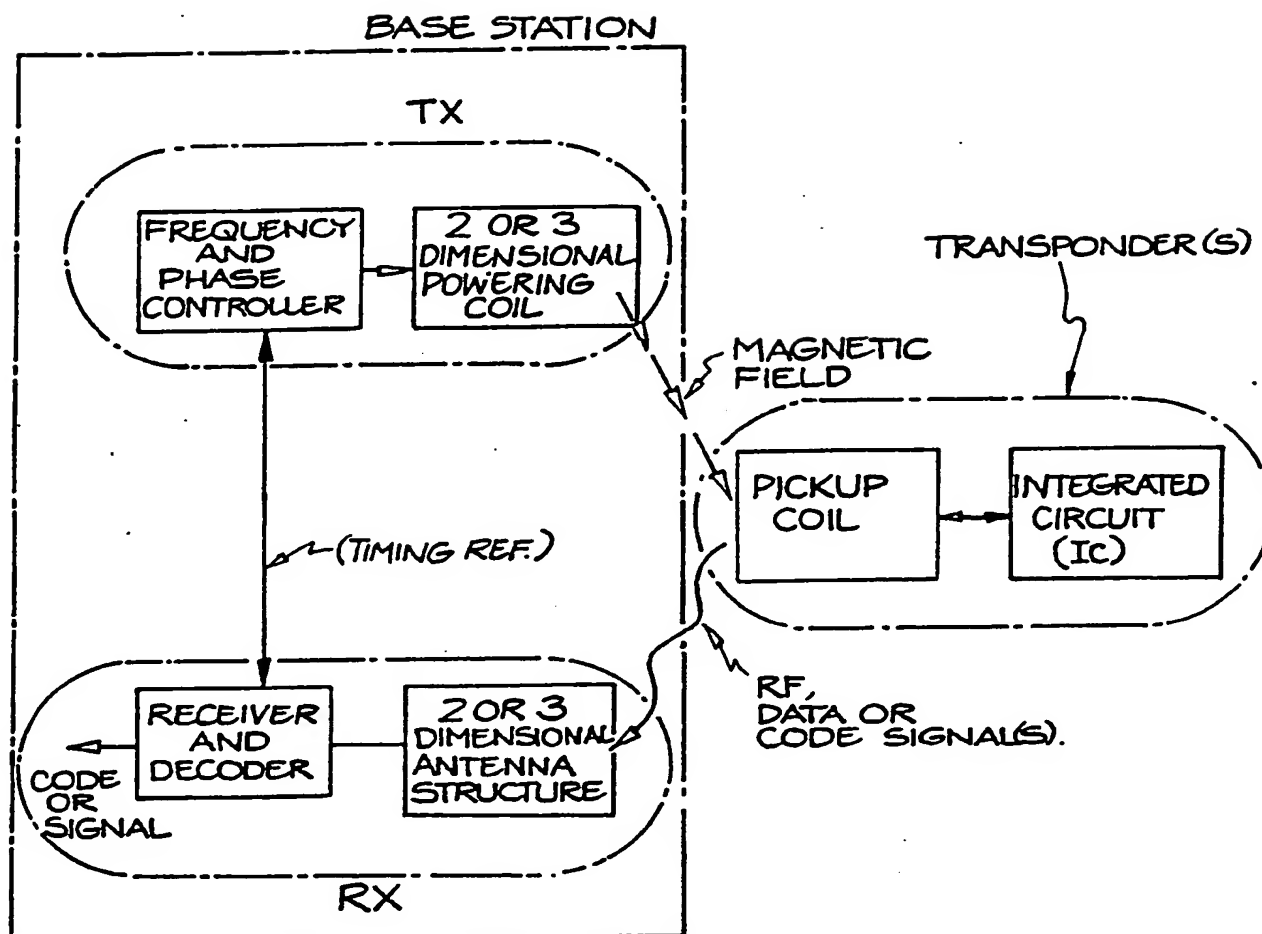 BASE STATION
TX
FREQUENCY
AND
PHASE
CONTROLLER
2 OR 3
DIMENSIONAL
POWERING
COIL
TRANSPONDER(S)
MAGNETIC
FIELD
PICKUP
COIL
INTEGRATED
CIRCUIT
(IC)
(TIMING REF.)
RF,
DATA OR
CODE SIGNAL(S).
RECEIVER
AND
DECODER
2 OR 3
DIMENSIONAL
ANTENNA
STRUCTURE
CODE
OR
SIGNAL
RX